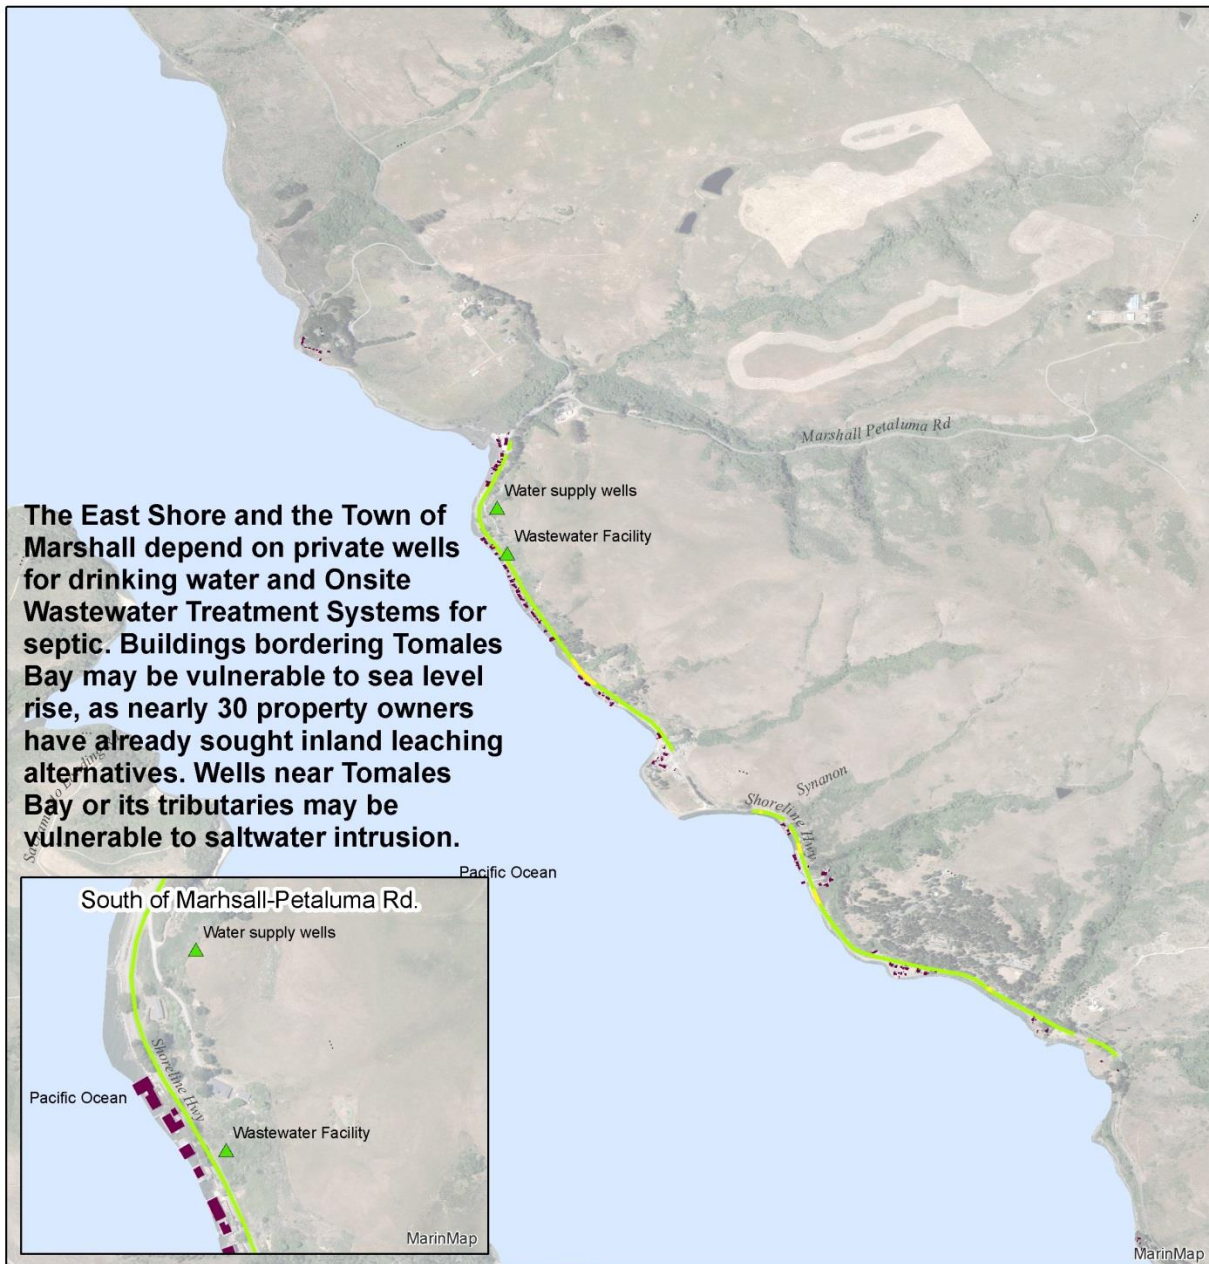 Marshall Petaluma Rd
Water supply wells
Wastewater Facility
The East Shore and the Town of
Marshall depend on private wells
for drinking water and Onsite
Wastewater Treatment Systems for
septic. Buildings bordering Tomales
Bay may be vulnerable to sea level
rise, as nearly 30 property owners
have already sought inland leaching
alternatives. Wells near Tomales
Bay or its tributaries may be
vulnerable to saltwater intrusion.
Synanon
Shoreline Hwy
Pacific Ocean
South of Marhsall-Petaluma Rd.
Water supply wells
Shoreline Hwy
Pacific Ocean
Wastewater Facility
MarinMap
MarinMap